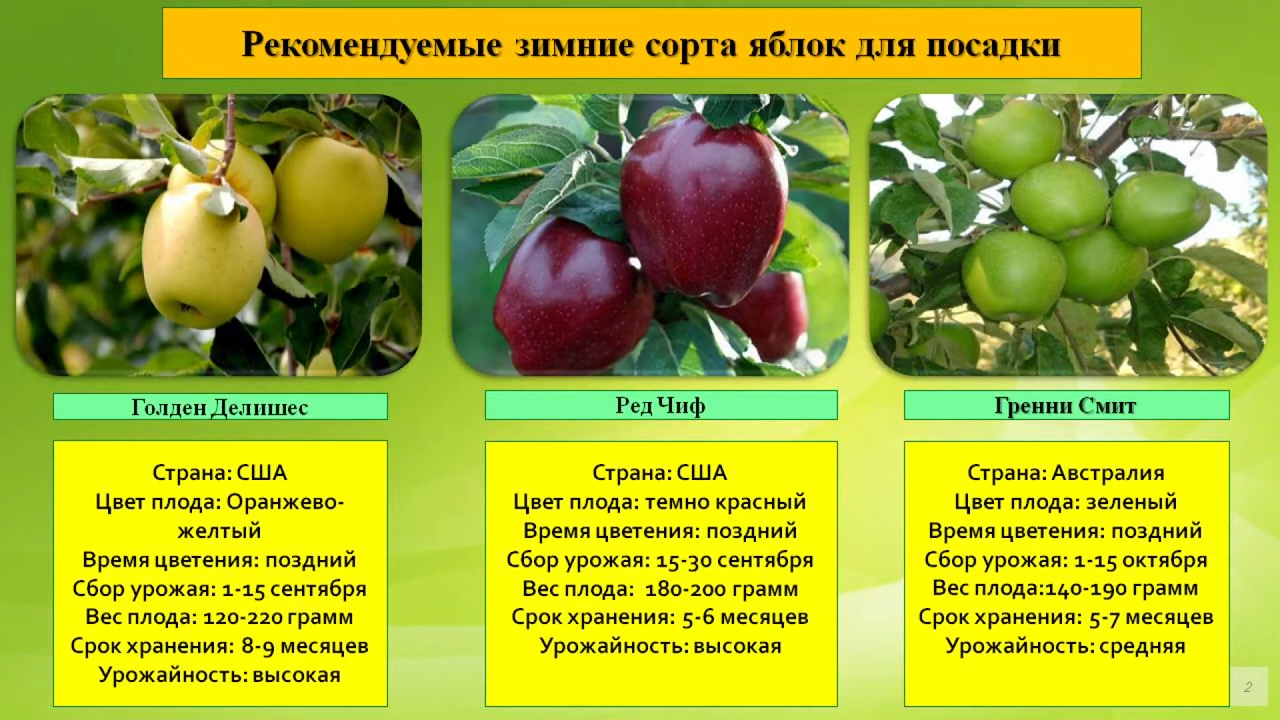 Рекомендуемые зимние сорта яблок для посадки
Голден Делишес
Страна: США
Цвет плода: Оранжево-
желтый
Время цветения: поздний
Сбор урожая: 1-15 сентября
Вес плода: 120-220 грамм
Срок хранения: 8-9 месяцев
Урожайность: высокая
Ред Чиф
Страна: США
Цвет плода: темно красный
Время цветения: поздний
Сбор урожая: 15-30 сентября
Вес плода: 180-200 грамм
Срок хранения: 5-6 месяцев
Урожайность: высокая
Гренни Смит
Страна: Австралия
Цвет плода: зеленый
Время цветения: поздний
Сбор урожая: 1-15 октября
Вес плода:140-190 грамм
Срок хранения: 5-7 месяцев
Урожайность: средняя
2